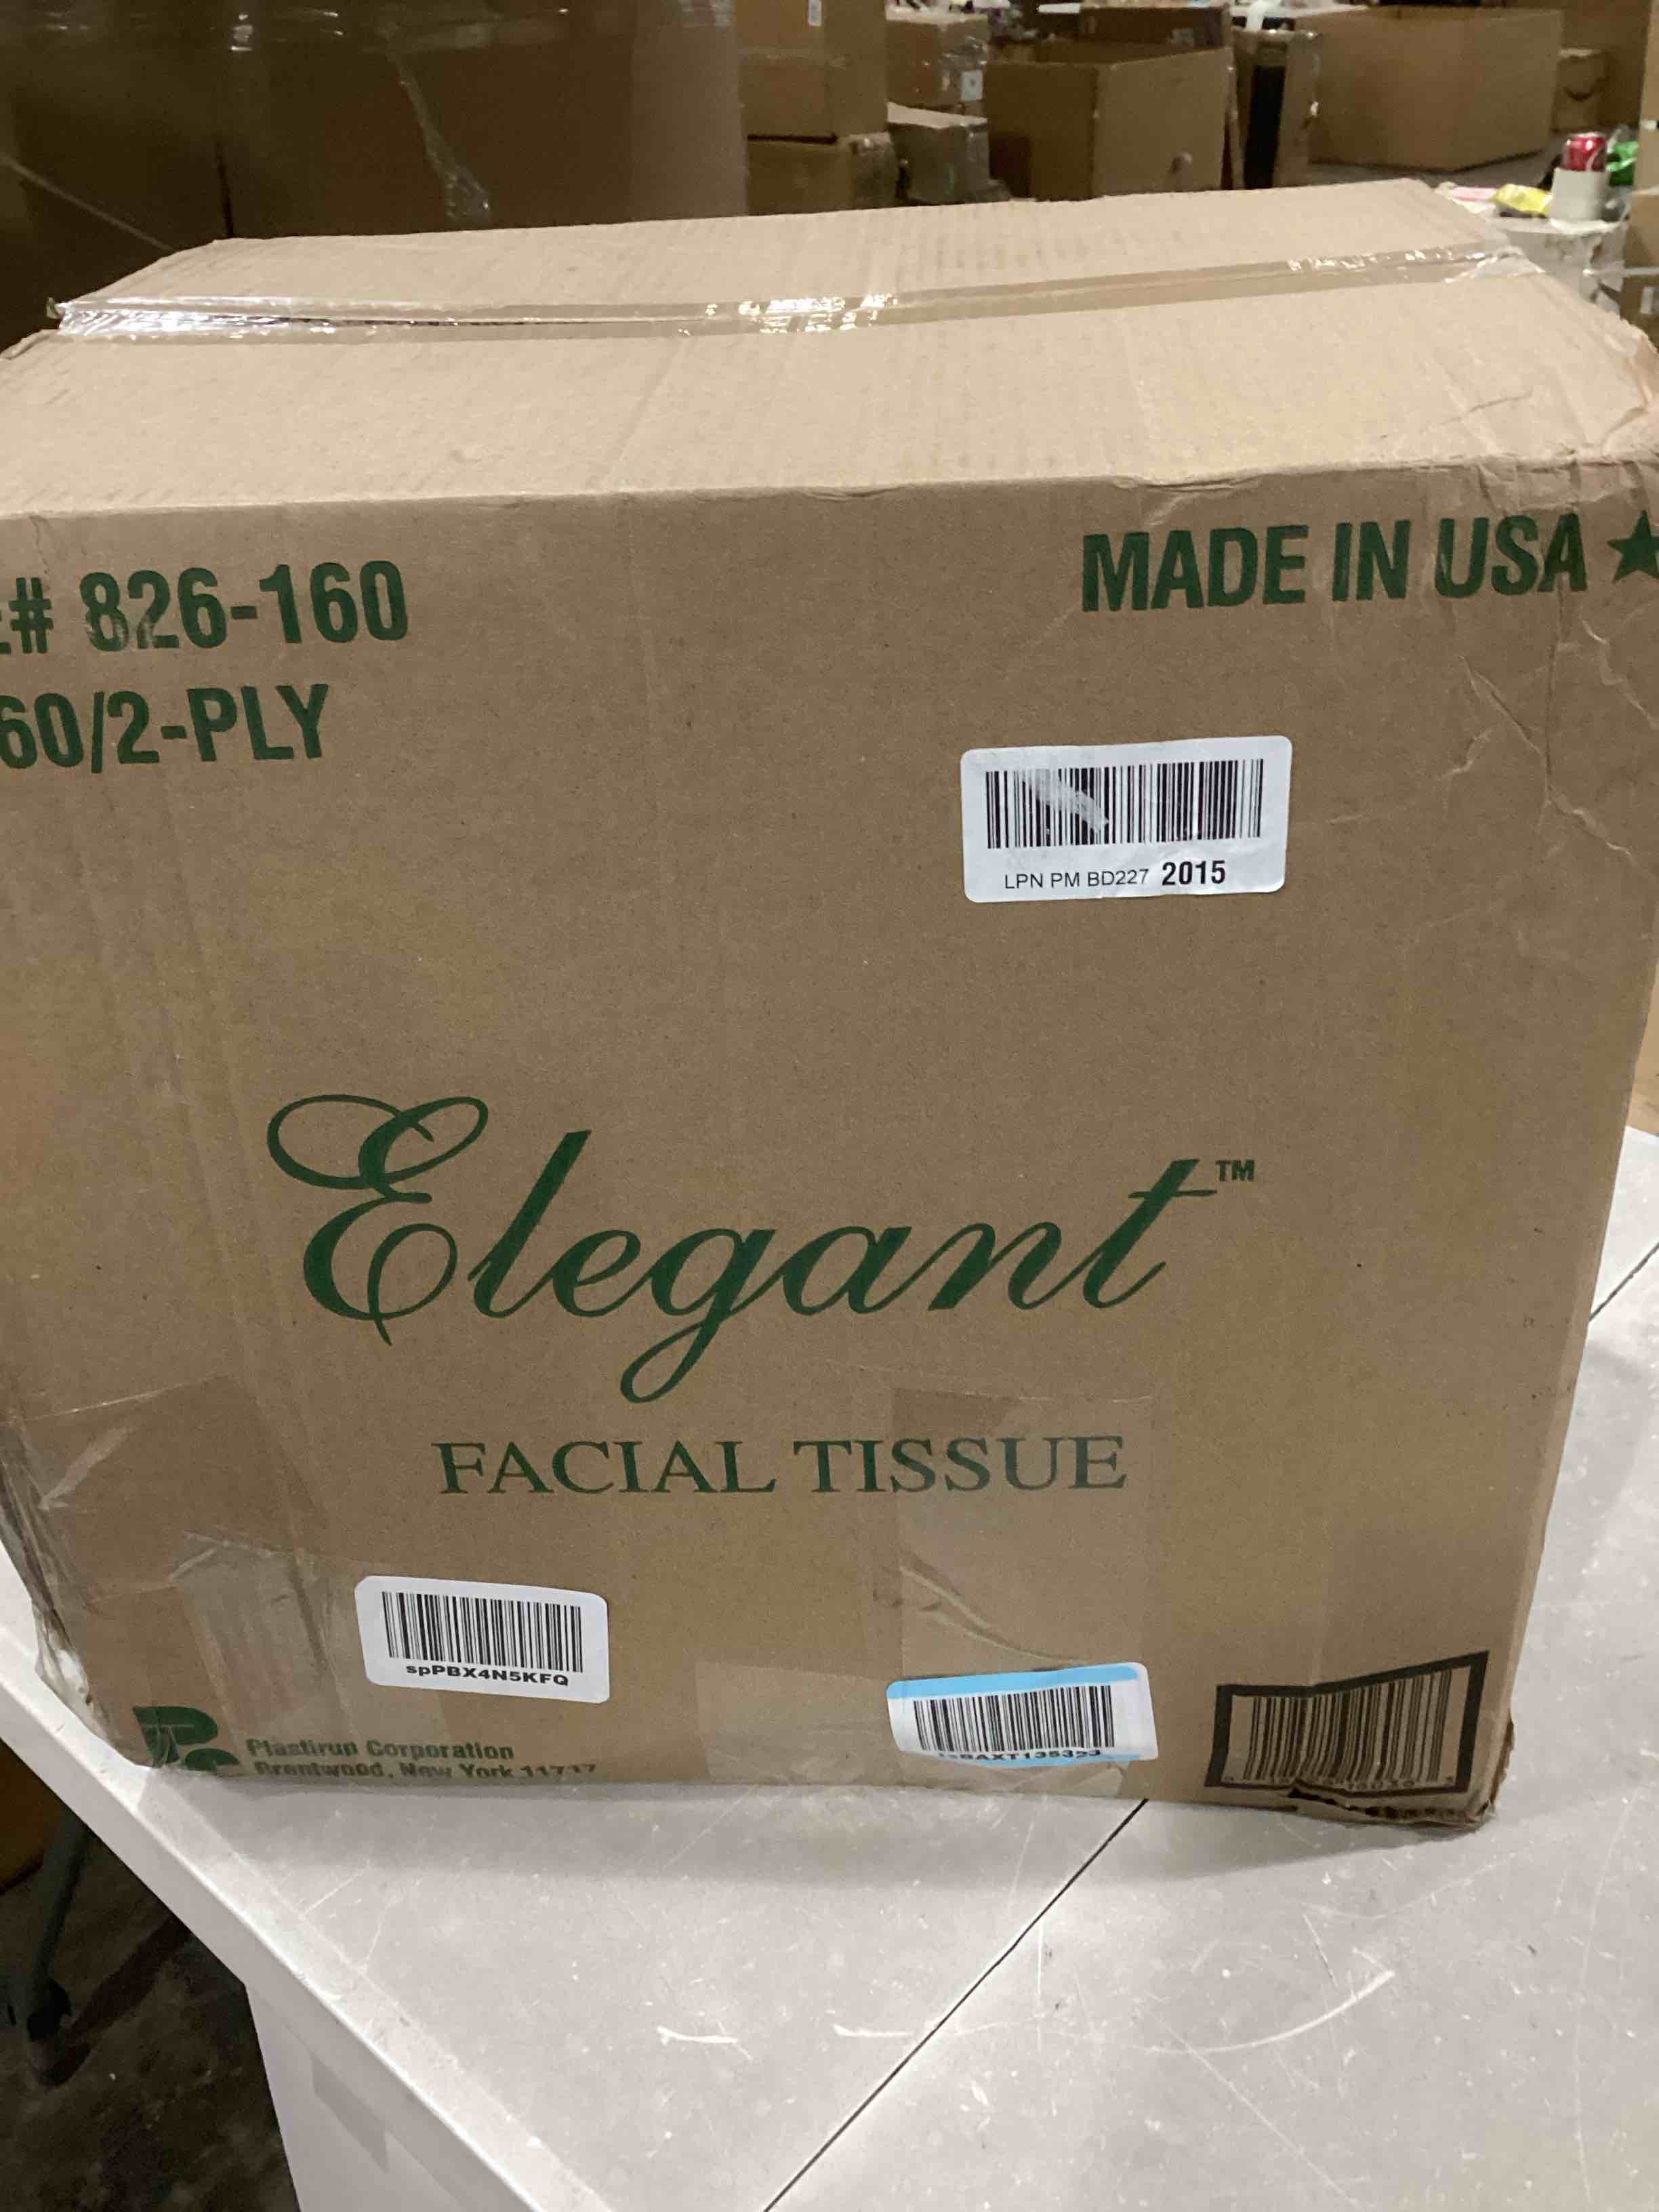 # 826-160
60/2-PLY
MADE IN USA ★
LPN PM BD227 2015
Elegant™
FACIAL TISSUE
spPBX4N5KFQ
Plastirun Corporation
Brentwood, New York 11717